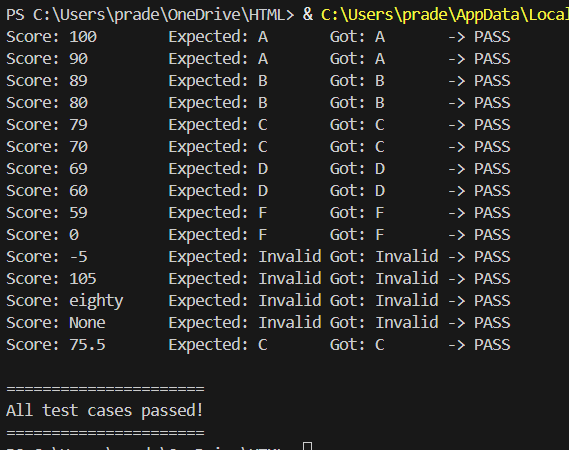 PS C:\Users\prade\OneDrive\HTML> & C:\Users\prade\AppData\Local
Score: 100        Expected: A       Got: A       -> PASS
Score: 90         Expected: A       Got: A       -> PASS
Score: 89         Expected: B       Got: B       -> PASS
Score: 80         Expected: B       Got: B       -> PASS
Score: 79         Expected: C       Got: C       -> PASS
Score: 70         Expected: C       Got: C       -> PASS
Score: 69         Expected: D       Got: D       -> PASS
Score: 60         Expected: D       Got: D       -> PASS
Score: 59         Expected: F       Got: F       -> PASS
Score: 0          Expected: F       Got: F       -> PASS
Score: -5         Expected: Invalid Got: Invalid -> PASS
Score: 105        Expected: Invalid Got: Invalid -> PASS
Score: eighty     Expected: Invalid Got: Invalid -> PASS
Score: None       Expected: Invalid Got: Invalid -> PASS
Score: 75.5       Expected: C       Got: C       -> PASS

======================
All test cases passed!
======================